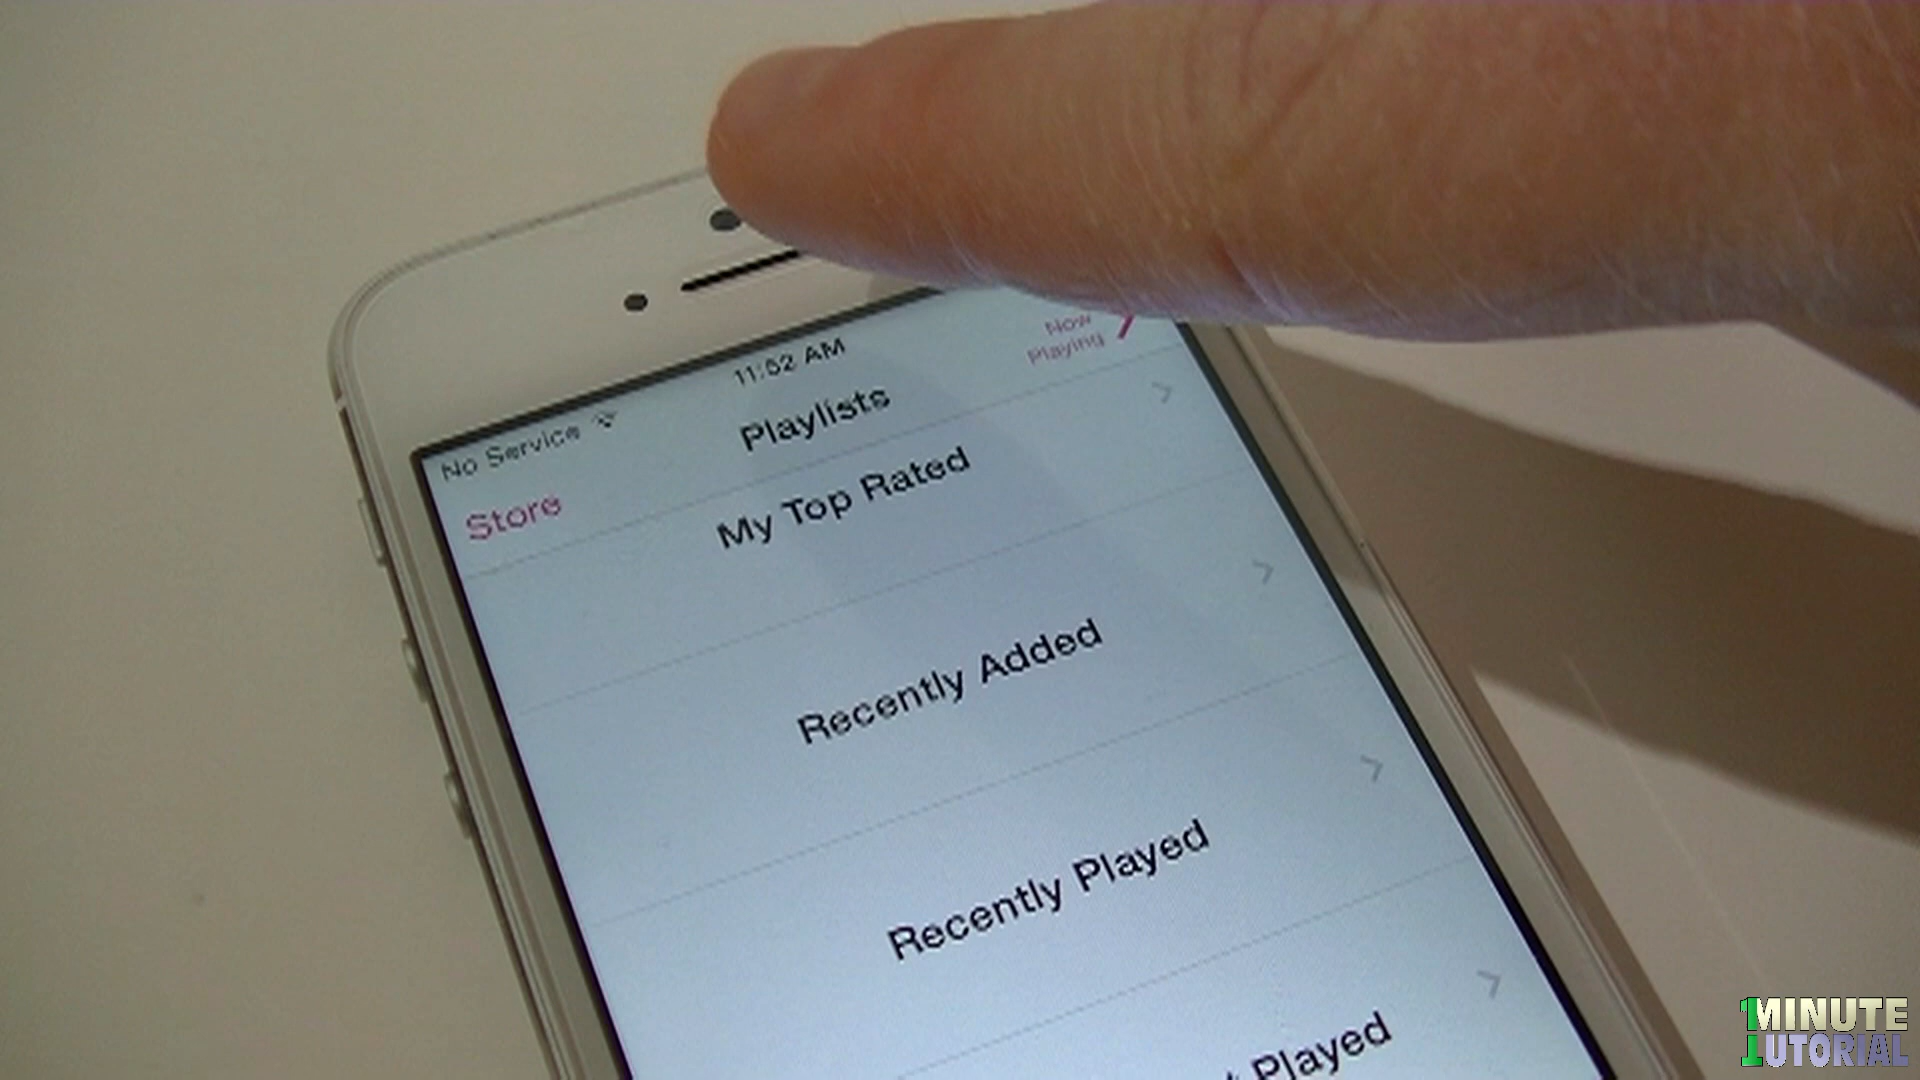 11:52 AM
No Service
Now
Playing
Playlists
Store
My Top Rated
Recently Added
Recently Played
Played
1MINUTE
TUTORIAL